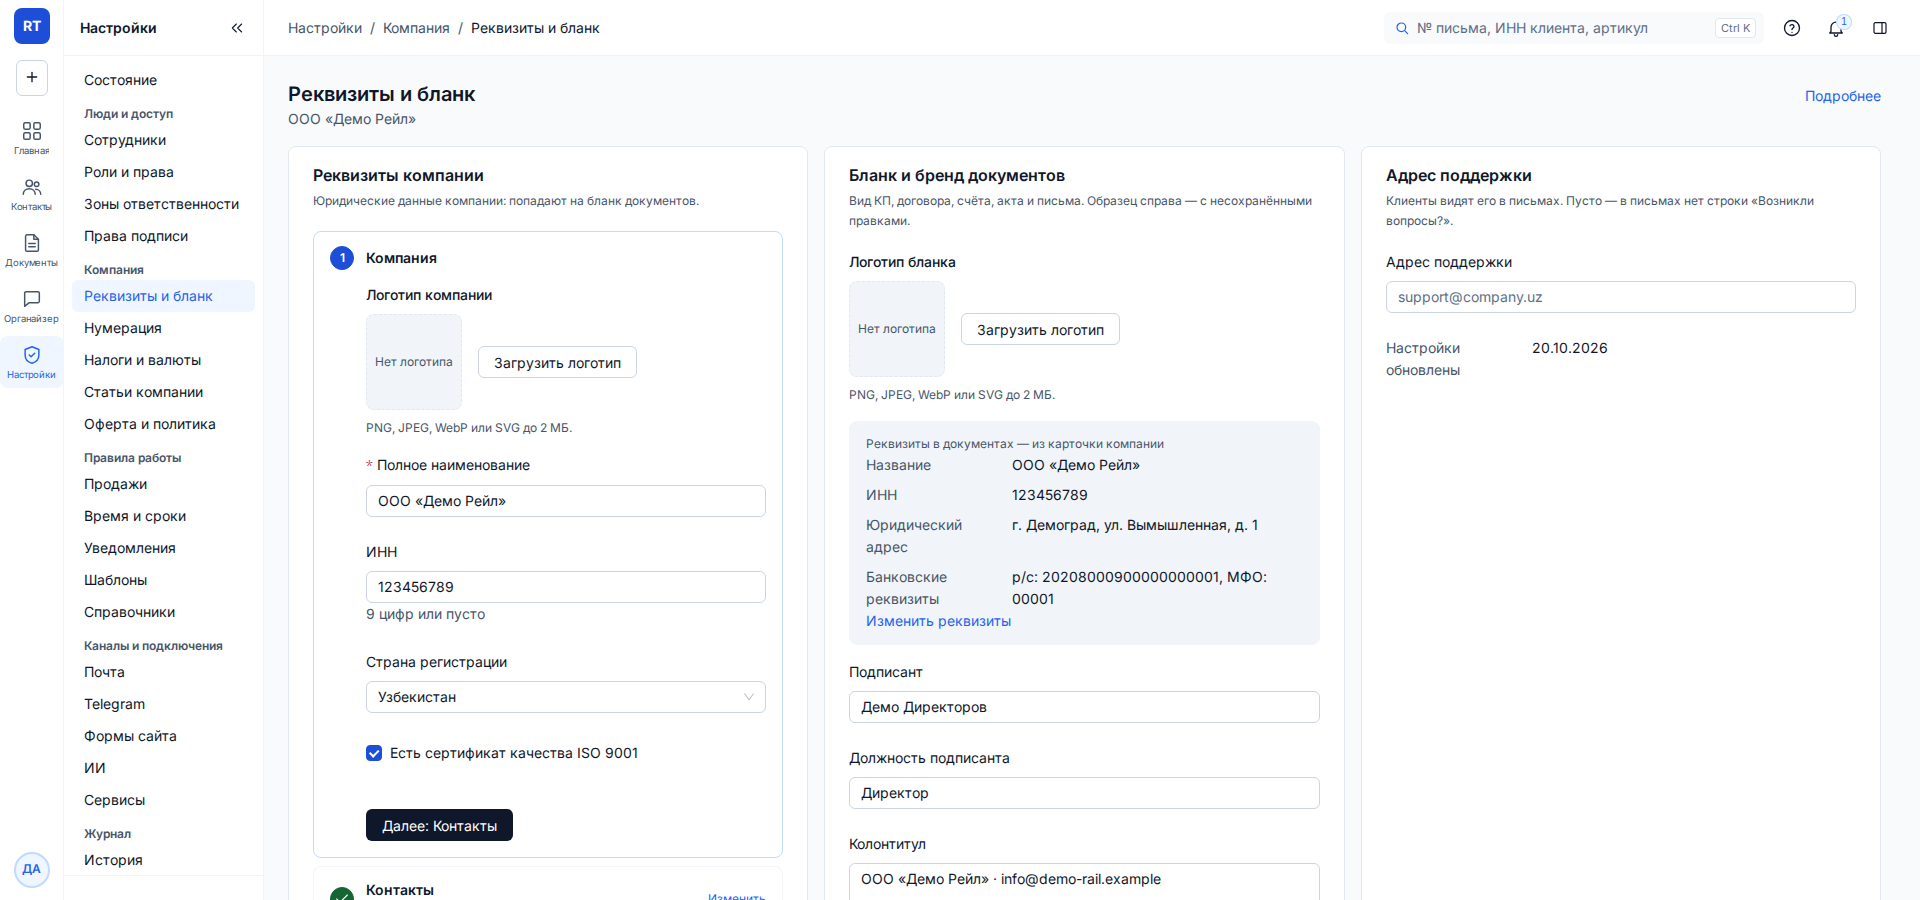 RT
Главная
Контакты
Документы
Органайзер
Настройки
ДА
Настройки
Состояние
Люди и доступ
Сотрудники
Роли и права
Зоны ответственности
Права подписи
Компания
Реквизиты и бланк
Нумерация
Налоги и валюты
Статьи компании
Оферта и политика
Правила работы
Продажи
Время и сроки
Уведомления
Шаблоны
Справочники
Каналы и подключения
Почта
Telegram
Формы сайта
ИИ
Сервисы
Журнал
История
Настройки / Компания / Реквизиты и бланк
№ письма, ИНН клиента, артикул
Ctrl K
1
Реквизиты и бланк
ООО «Демо Рейл»
Подробнее
Реквизиты компании
Юридические данные компании: попадают на бланк документов.
1 Компания
Логотип компании
Нет логотипа
Загрузить логотип
PNG, JPEG, WebP или SVG до 2 МБ.
* Полное наименование
ООО «Демо Рейл»
ИНН
123456789
9 цифр или пусто
Страна регистрации
Узбекистан
Есть сертификат качества ISO 9001
Далее: Контакты
Контакты
Изменить
Бланк и бренд документов
Вид КП, договора, счёта, акта и письма. Образец справа — с несохранёнными
правками.
Логотип бланка
Нет логотипа
Загрузить логотип
PNG, JPEG, WebP или SVG до 2 МБ.
Реквизиты в документах — из карточки компании
Название ООО «Демо Рейл»
ИНН 123456789
Юридический г. Демоград, ул. Вымышленная, д. 1
адрес
Банковские р/с: 20208000900000000001, МФО:
реквизиты 00001
Изменить реквизиты
Подписант
Демо Директоров
Должность подписанта
Директор
Колонтитул
ООО «Демо Рейл» · info@demo-rail.example
Адрес поддержки
Клиенты видят его в письмах. Пусто — в письмах нет строки «Возникли
вопросы?».
Адрес поддержки
support@company.uz
Настройки 20.10.2026
обновлены